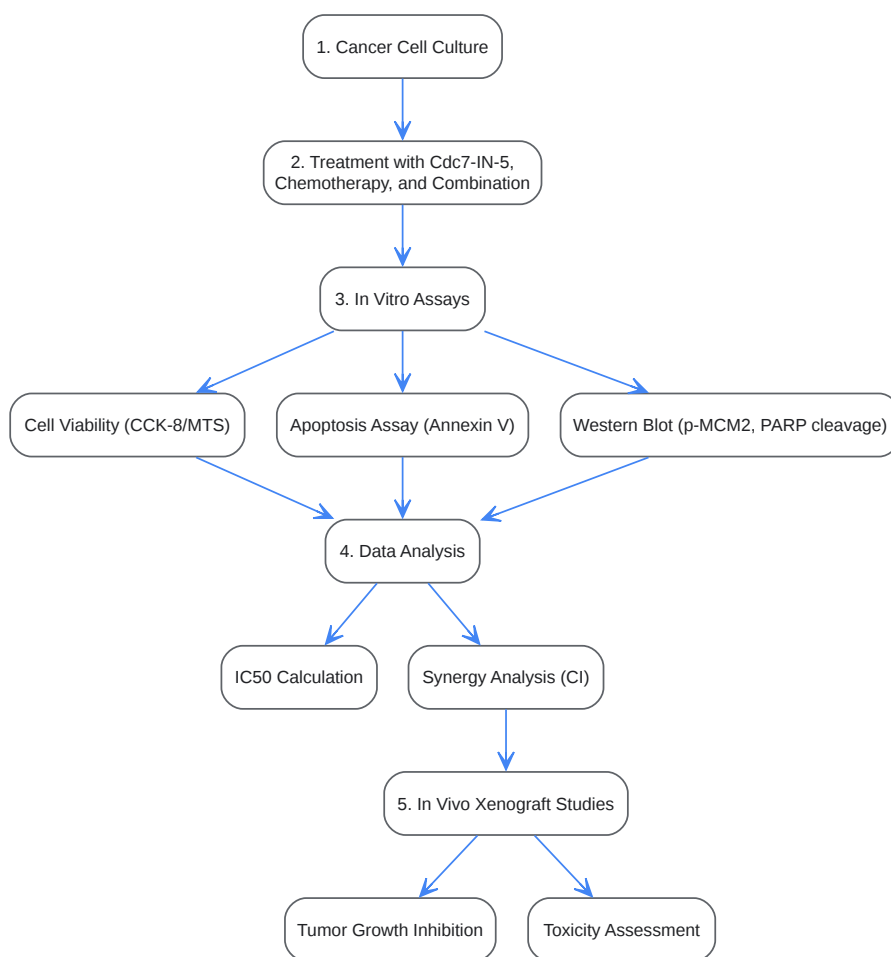 1. Cancer Cell Culture
2. Treatment with Cdc7-IN-5,
Chemotherapy, and Combination
3. In Vitro Assays
Cell Viability (CCK-8/MTS)
Apoptosis Assay (Annexin V)
Western Blot (p-MCM2, PARP cleavage)
4. Data Analysis
IC50 Calculation
Synergy Analysis (CI)
5. In Vivo Xenograft Studies
Tumor Growth Inhibition
Toxicity Assessment